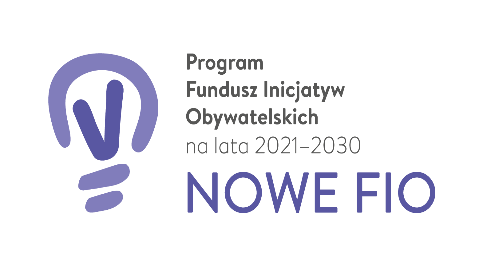 Program
Fundusz Inicjatyw
Obywatelskich
na lata 2021–2030
NOWE FIO